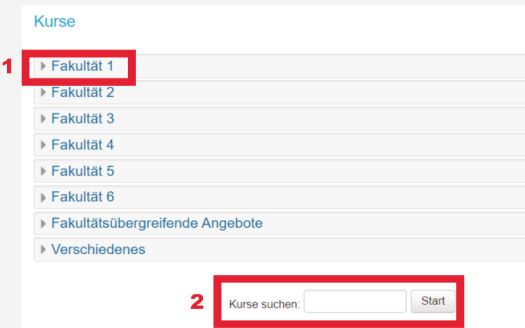 Kurse
1 Fakultät 1
Fakultät 2
Fakultät 3
Fakultät 4
Fakultät 5
Fakultät 6
Fakultätsübergreifende Angebote
Verschiedenes
2 Kurse suchen: Start